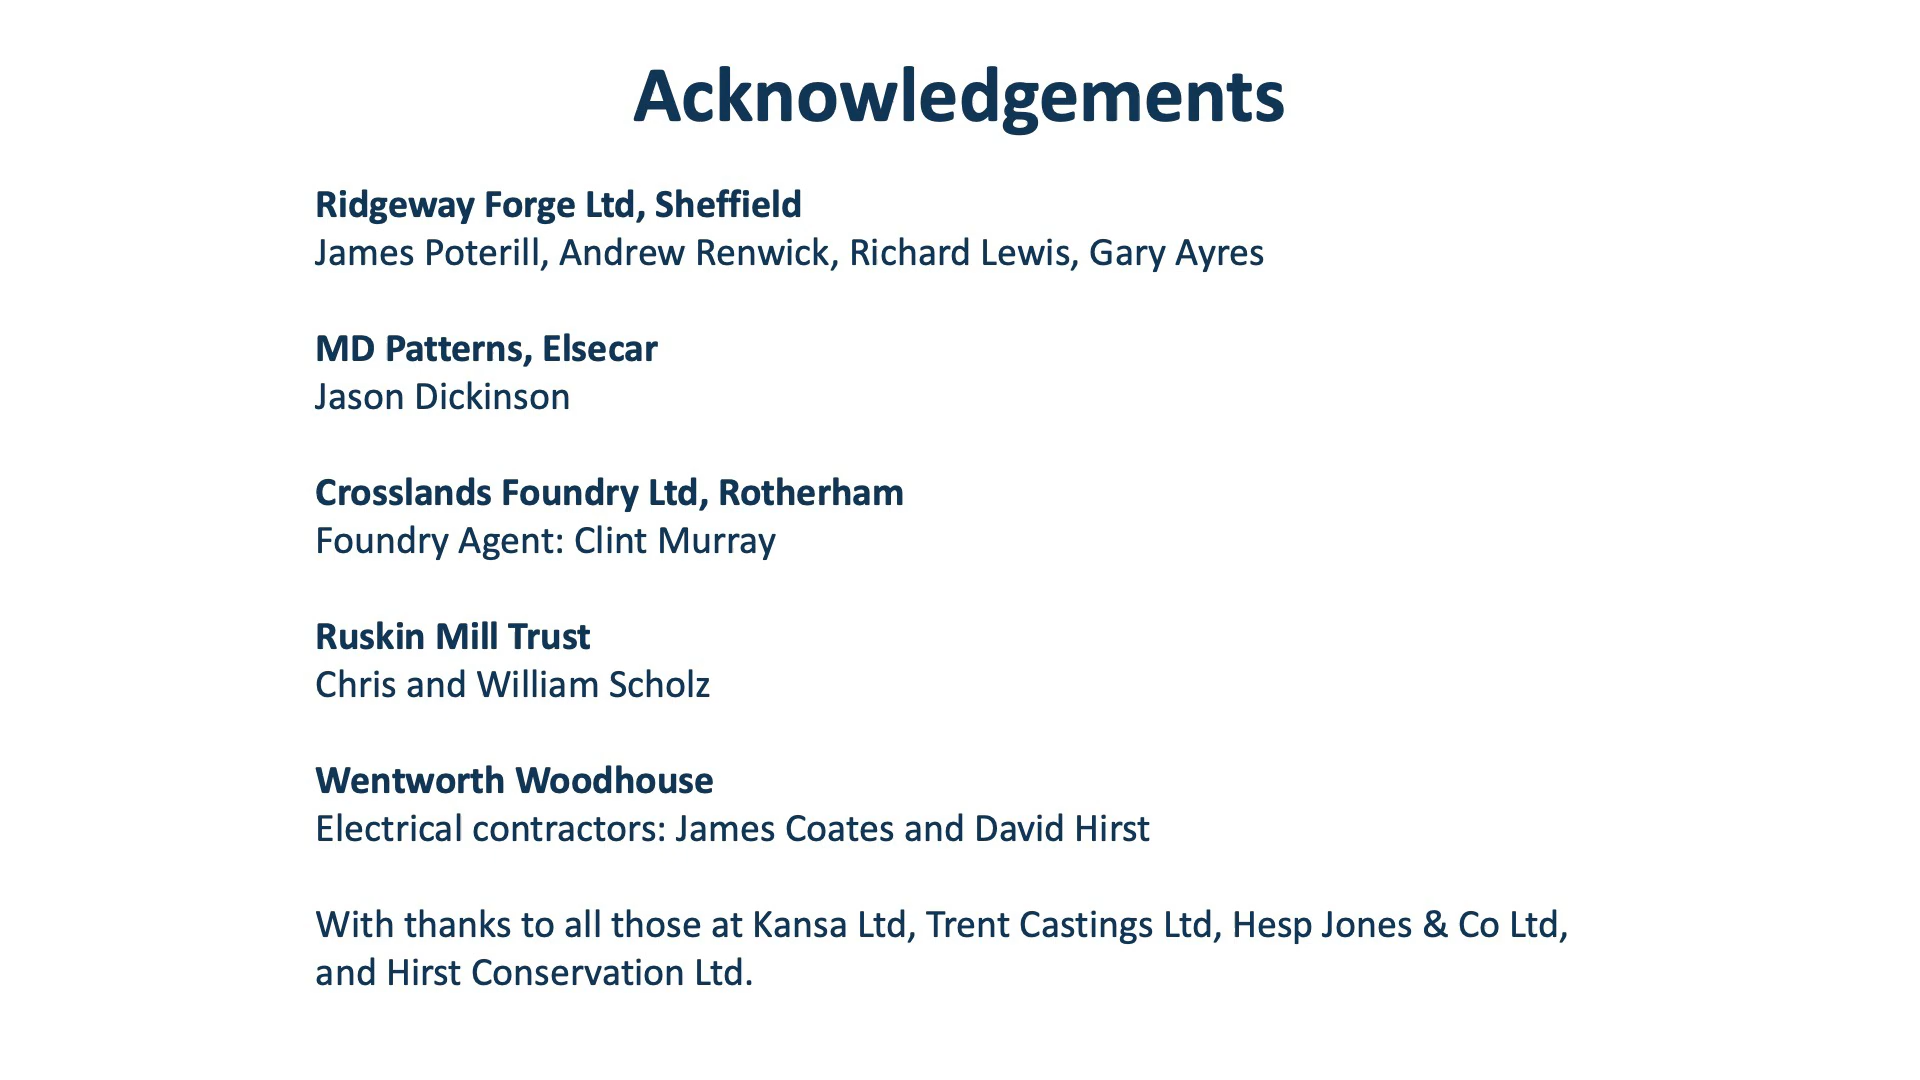 Acknowledgements
Ridgeway Forge Ltd, Sheffield
James Poterill, Andrew Renwick, Richard Lewis, Gary Ayres
MD Patterns, Elsecar
Jason Dickinson
Crosslands Foundry Ltd, Rotherham
Foundry Agent: Clint Murray
Ruskin Mill Trust
Chris and William Scholz
Wentworth Woodhouse
Electrical contractors: James Coates and David Hirst
With thanks to all those at Kansa Ltd, Trent Castings Ltd, Hesp Jones & Co Ltd,
and Hirst Conservation Ltd.